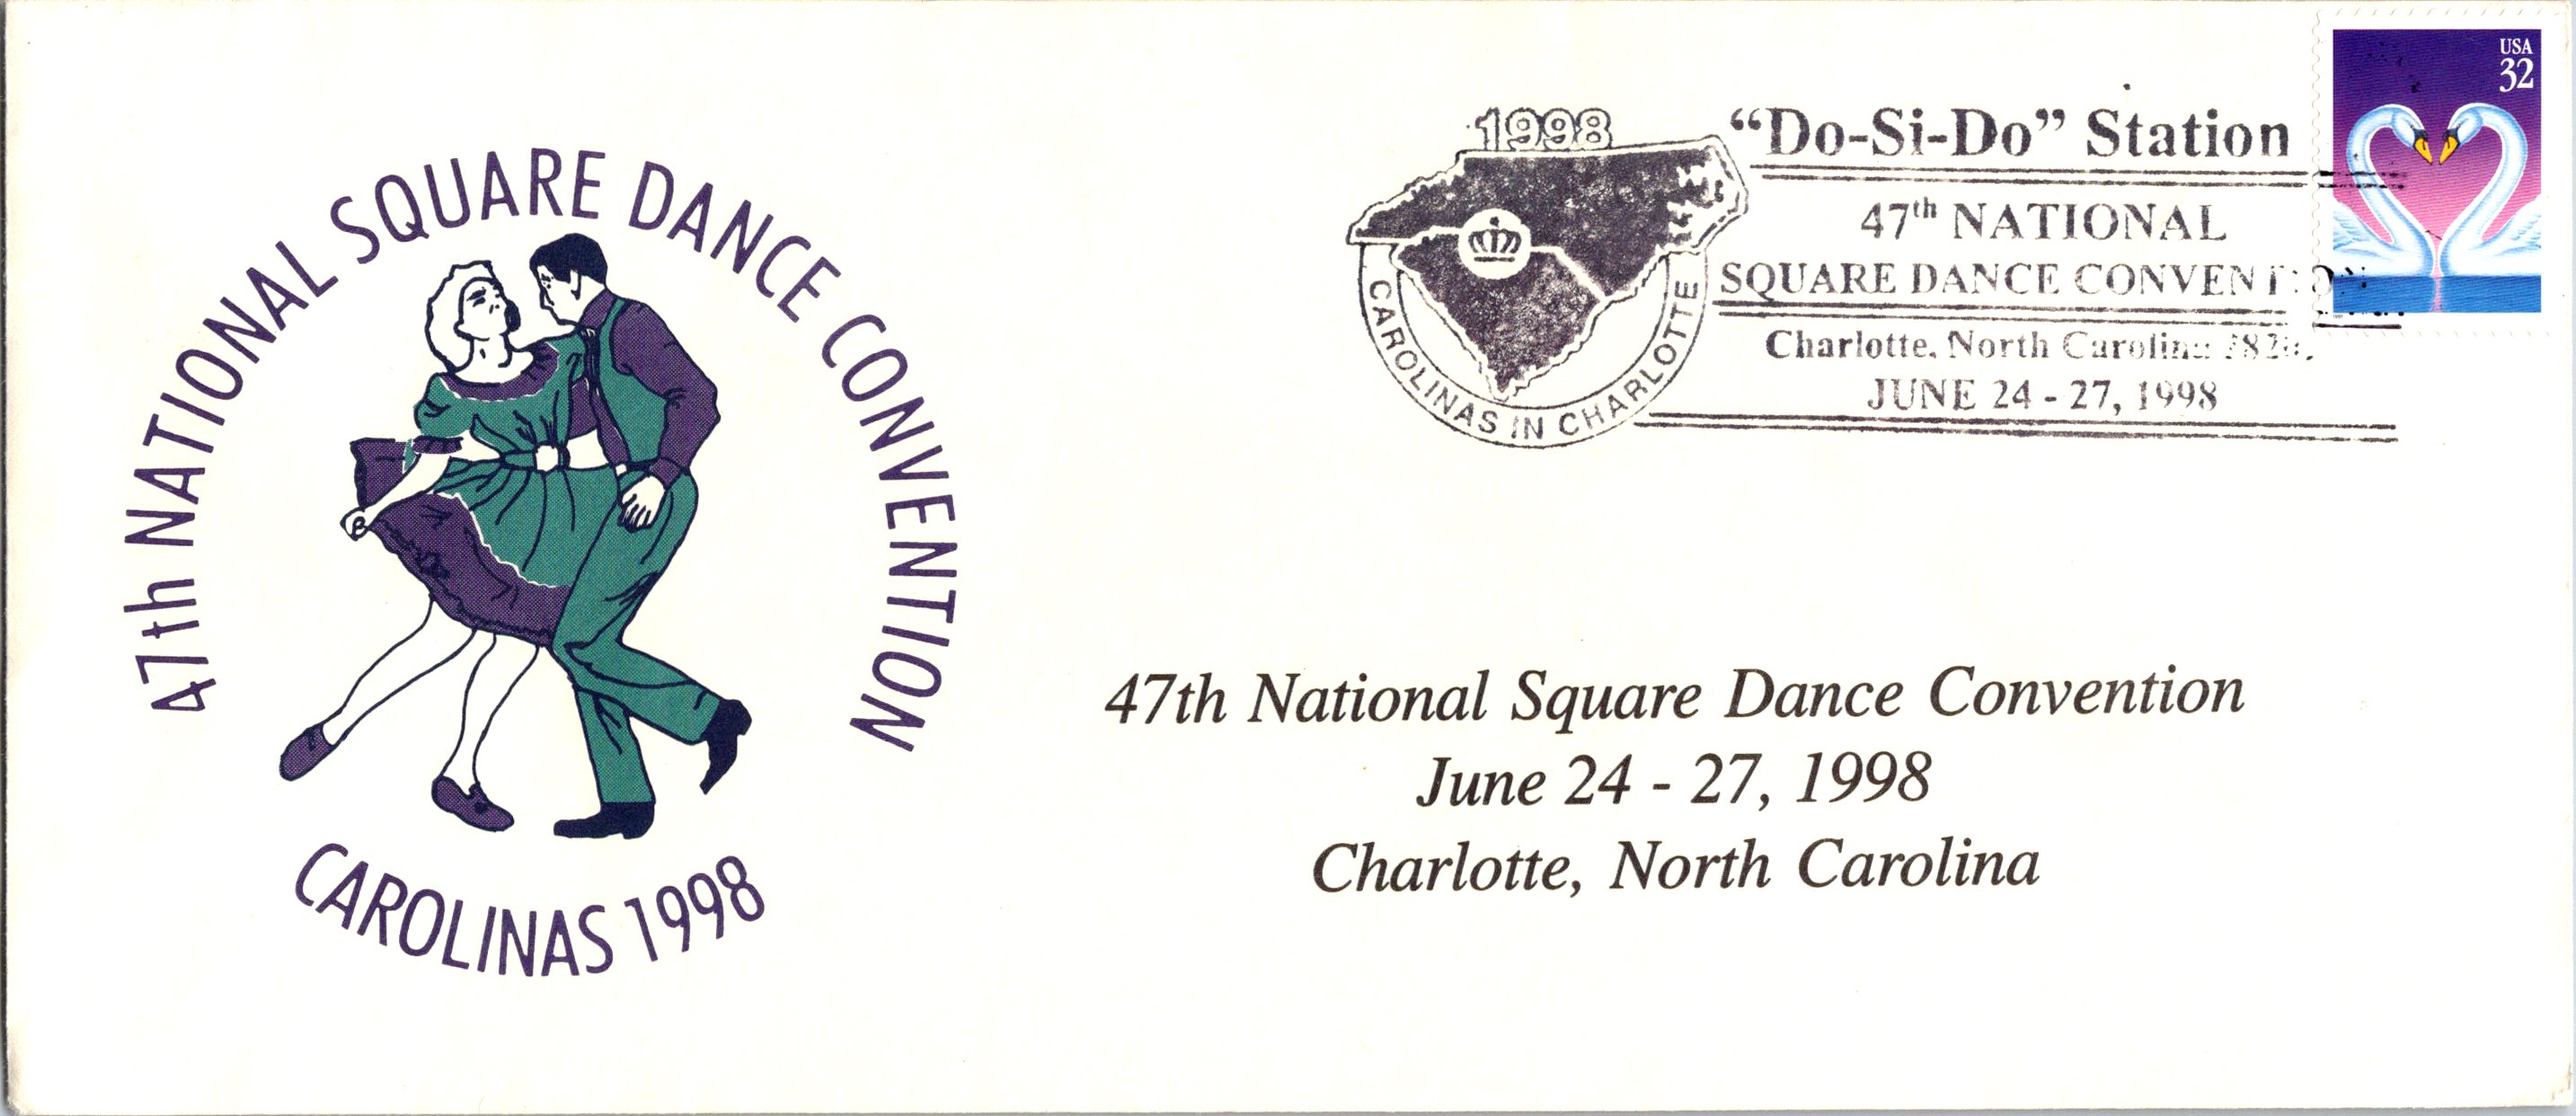 47th NATIONAL SQUARE DANCE CONVENTION
CAROLINAS 1998
1998
CAROLINAS IN CHARLOTTE
“Do-Si-Do” Station
47th NATIONAL
SQUARE DANCE CONVENTION
Charlotte, North Carolina
JUNE 24 - 27, 1998
USA
32
47th National Square Dance Convention
June 24 - 27, 1998
Charlotte, North Carolina